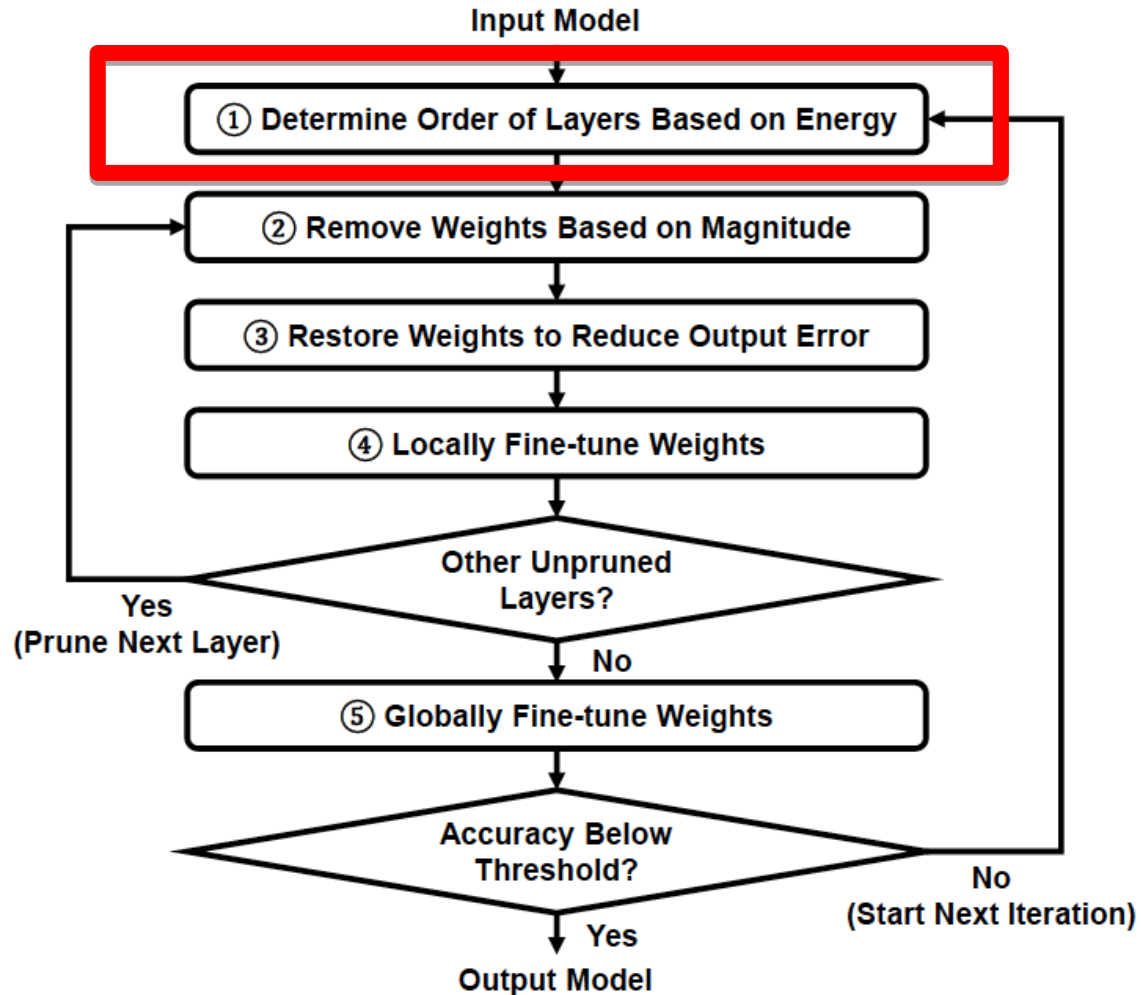 Input Model
① Determine Order of Layers Based on Energy
② Remove Weights Based on Magnitude
③ Restore Weights to Reduce Output Error
④ Locally Fine-tune Weights
Other Unpruned
Layers?
Yes
(Prune Next Layer)
No
⑤ Globally Fine-tune Weights
Accuracy Below
Threshold?
No
(Start Next Iteration)
Yes
Output Model